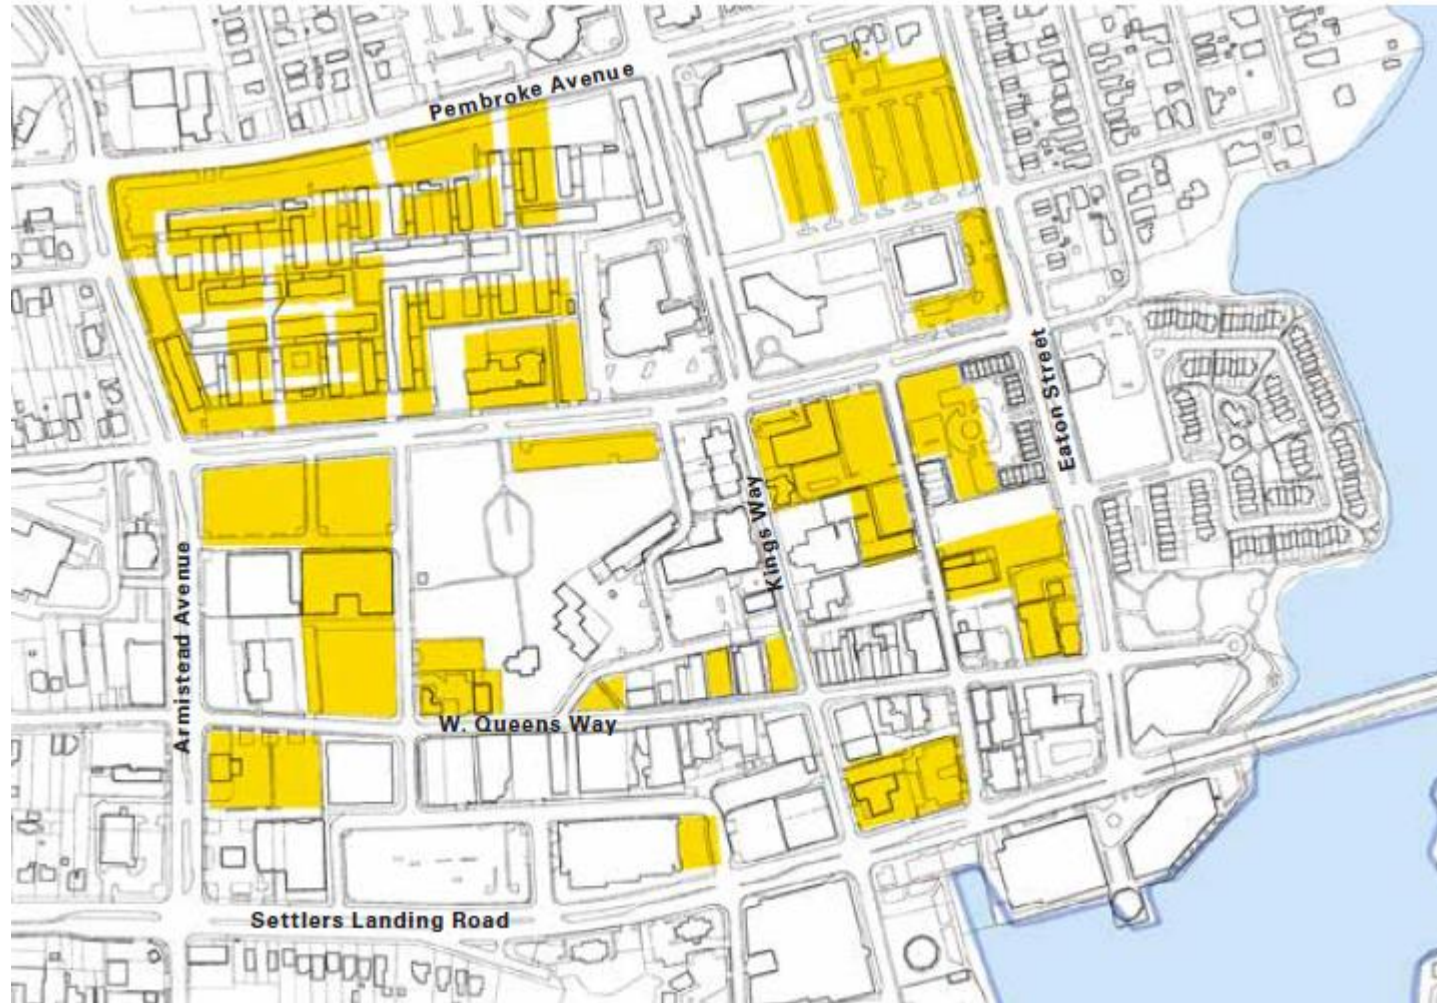 Pembroke Avenue
Eaton Street
Kings Way
Armistead Avenue
W. Queens Way
Settlers Landing Road